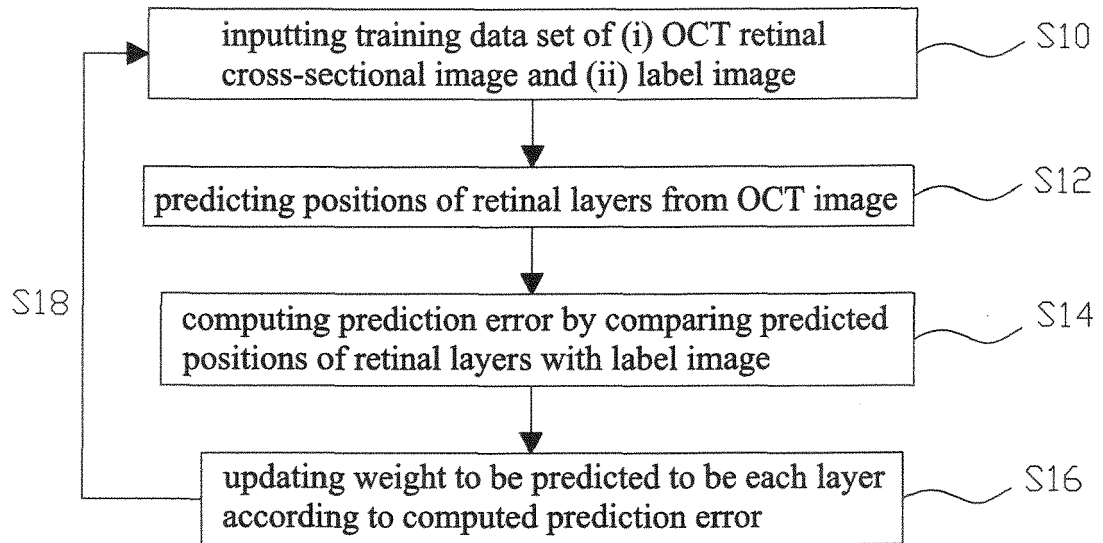 inputting training data set of (i) OCT retinal
cross-sectional image and (ii) label image
S10
predicting positions of retinal layers from OCT image
S12
S18
computing prediction error by comparing predicted
positions of retinal layers with label image
S14
updating weight to be predicted to be each layer
according to computed prediction error
S16